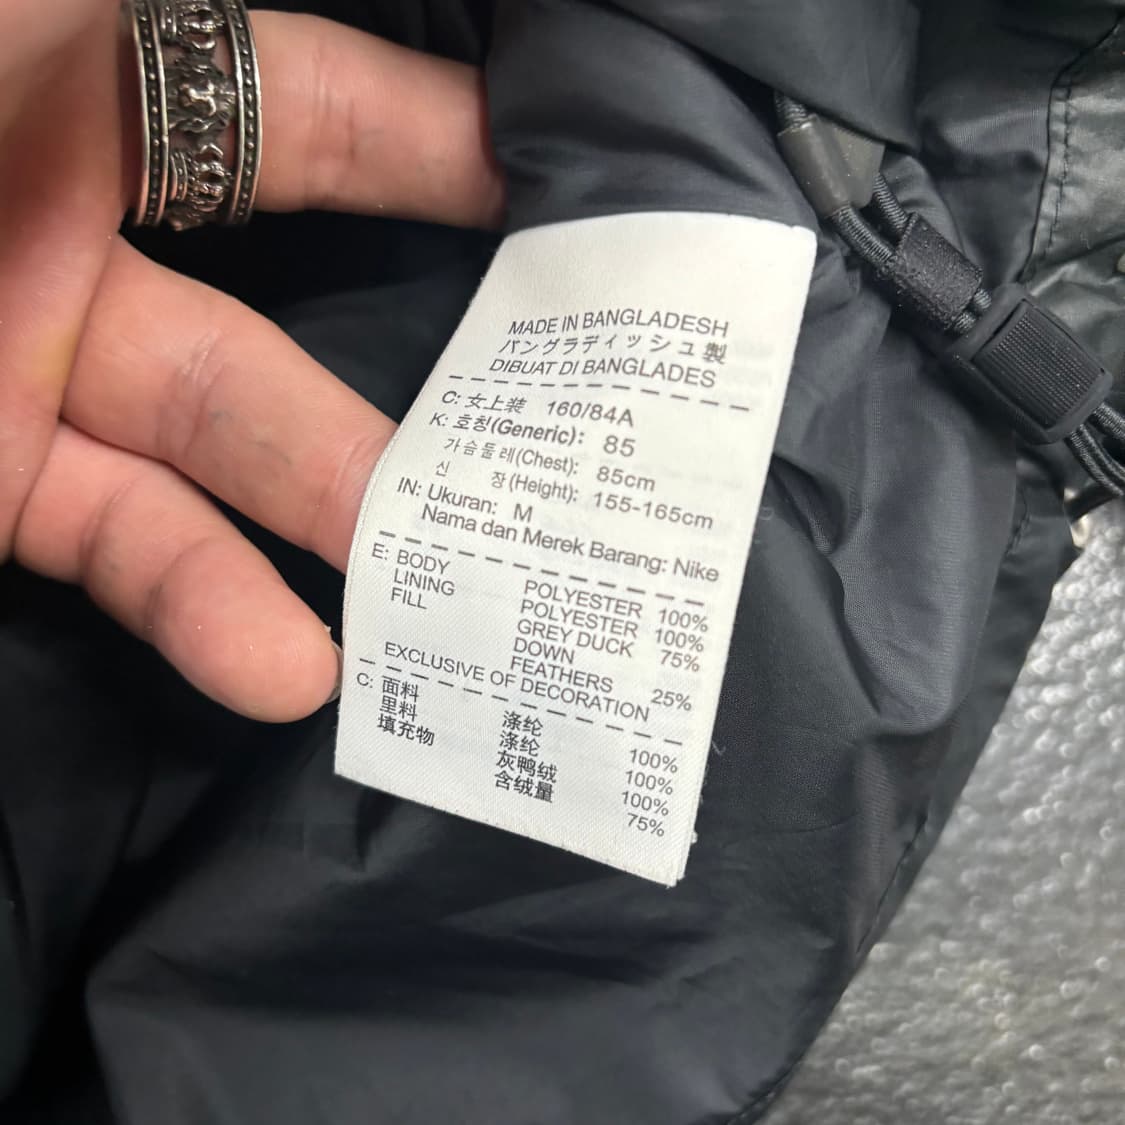 MADE IN BANGLADESH
バングラディッシュ製
DIBUAT DI BANGLADES
C: 女上装 160/84A
K: 호칭(Generic): 85
가슴둘레(Chest): 85cm
신 장(Height): 155-165cm
IN: Ukuran: M
Nama dan Merek Barang: Nike
E: BODY POLYESTER 100%
LINING POLYESTER 100%
FILL GREY DUCK 75%
DOWN
FEATHERS 25%
EXCLUSIVE OF DECORATION
C: 面料 涤纶 100%
里料 涤纶 100%
填充物 灰鸭绒 100%
含绒量 75%